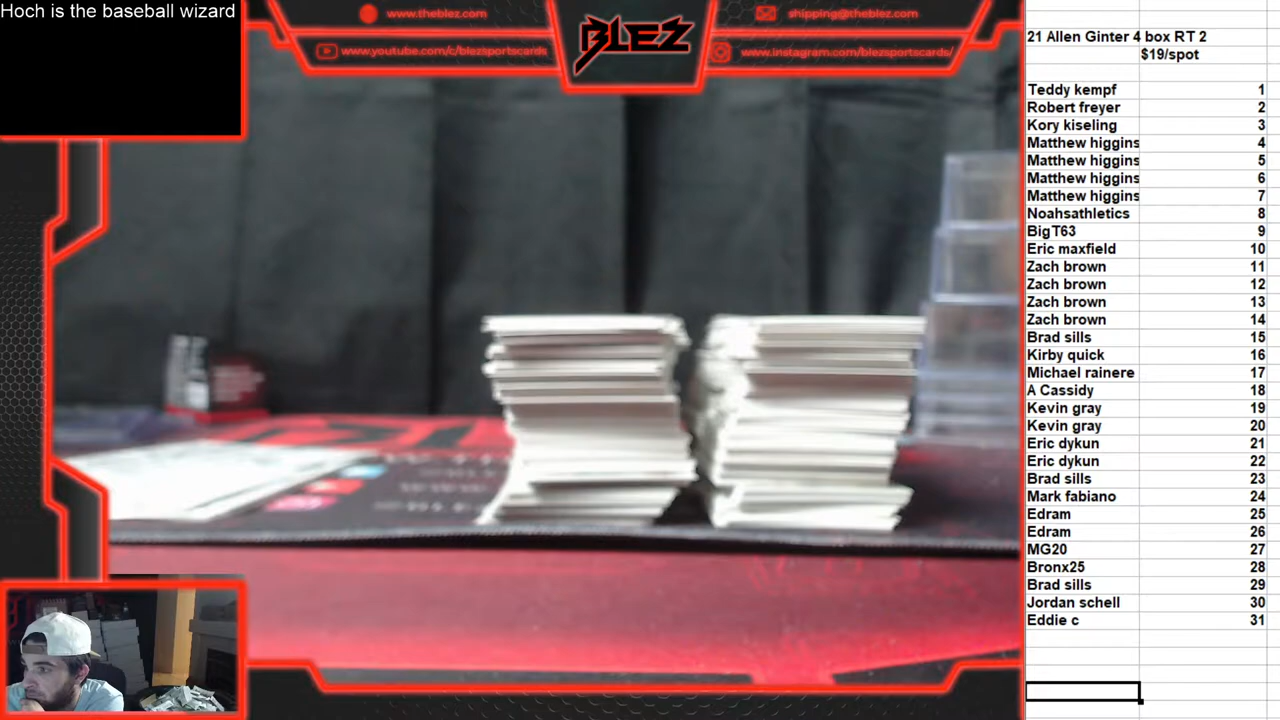 Hoch is the baseball wizard
www.theblez.com
shipping@theblez.com
BLEZ
www.youtube.com/c/blezsportscards
www.instagram.com/blezsportscards/
21 Allen Ginter 4 box RT 2
$19/spot
Teddy kempf 1
Robert freyer 2
Kory kiseling 3
Matthew higgins 4
Matthew higgins 5
Matthew higgins 6
Matthew higgins 7
Noahsathletics 8
BigT63 9
Eric maxfield 10
Zach brown 11
Zach brown 12
Zach brown 13
Zach brown 14
Brad sills 15
Kirby quick 16
Michael rainere 17
A Cassidy 18
Kevin gray 19
Kevin gray 20
Eric dykun 21
Eric dykun 22
Brad sills 23
Mark fabiano 24
Edram 25
Edram 26
MG20 27
Bronx25 28
Brad sills 29
Jordan schell 30
Eddie c 31